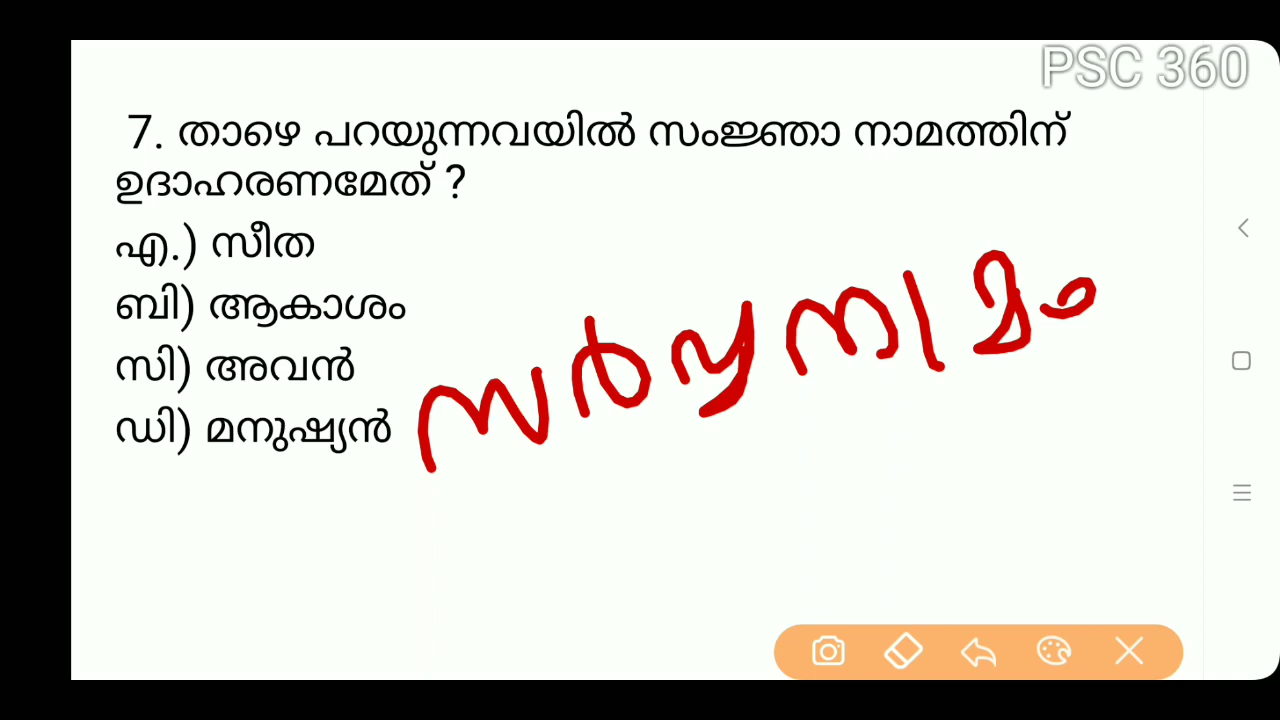 PSC 360
7. താഴെ പറയുന്നവയിൽ സംജ്ഞാ നാമത്തിന്
ഉദാഹരണമേത് ?
എ.) സീത
ബി) ആകാശം
സി) അവൻ
ഡി) മനുഷ്യൻ
സർവ്വനാമം